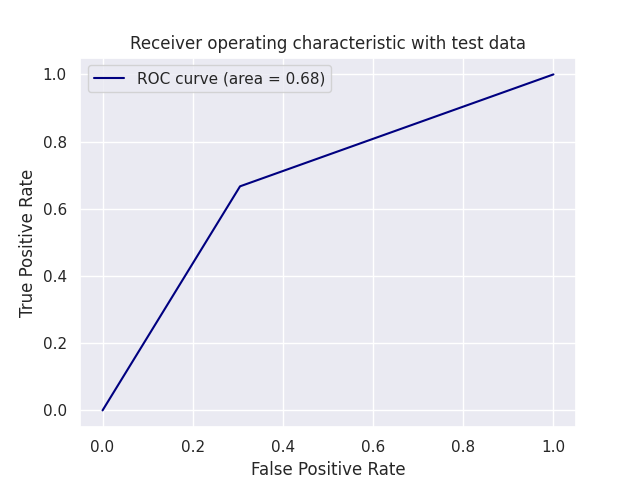 Receiver operating characteristic with test data
ROC curve (area = 0.68)
True Positive Rate
1.0
0.8
0.6
0.4
0.2
0.0
0.0 0.2 0.4 0.6 0.8 1.0
False Positive Rate